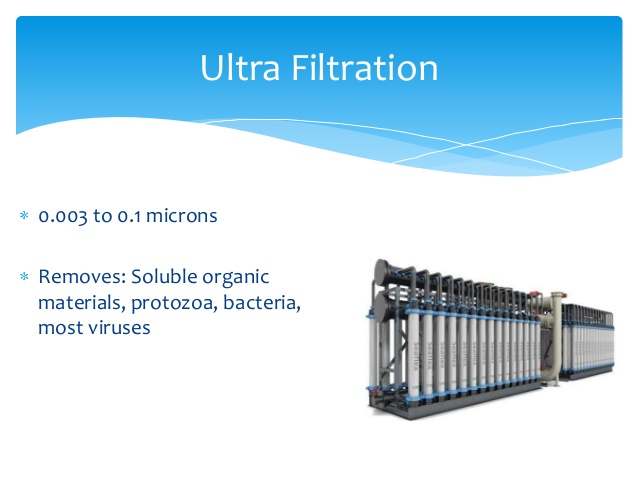 Ultra Filtration
0.003 to 0.1 microns
Removes: Soluble organic
materials, protozoa, bacteria,
most viruses